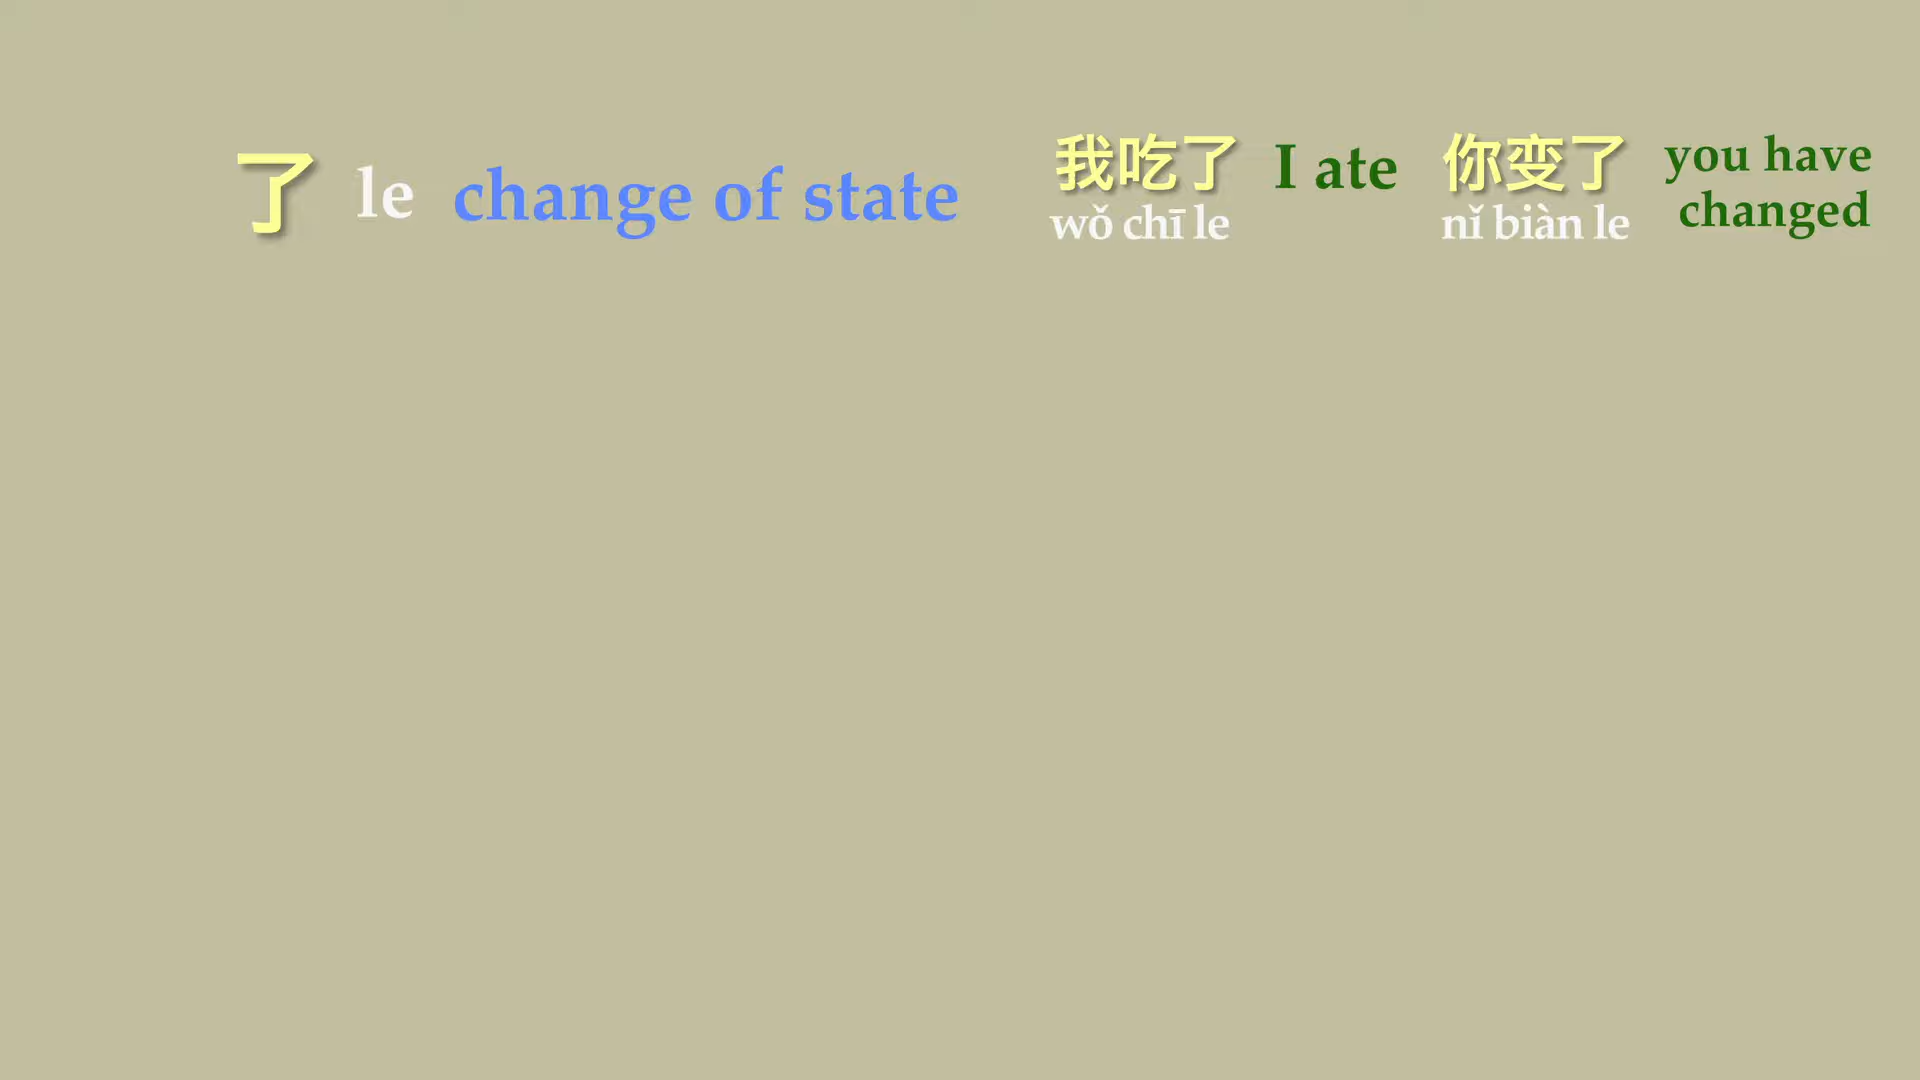 了 le change of state
我吃了 I ate
wǒ chī le
你变了 you have changed
nǐ biàn le